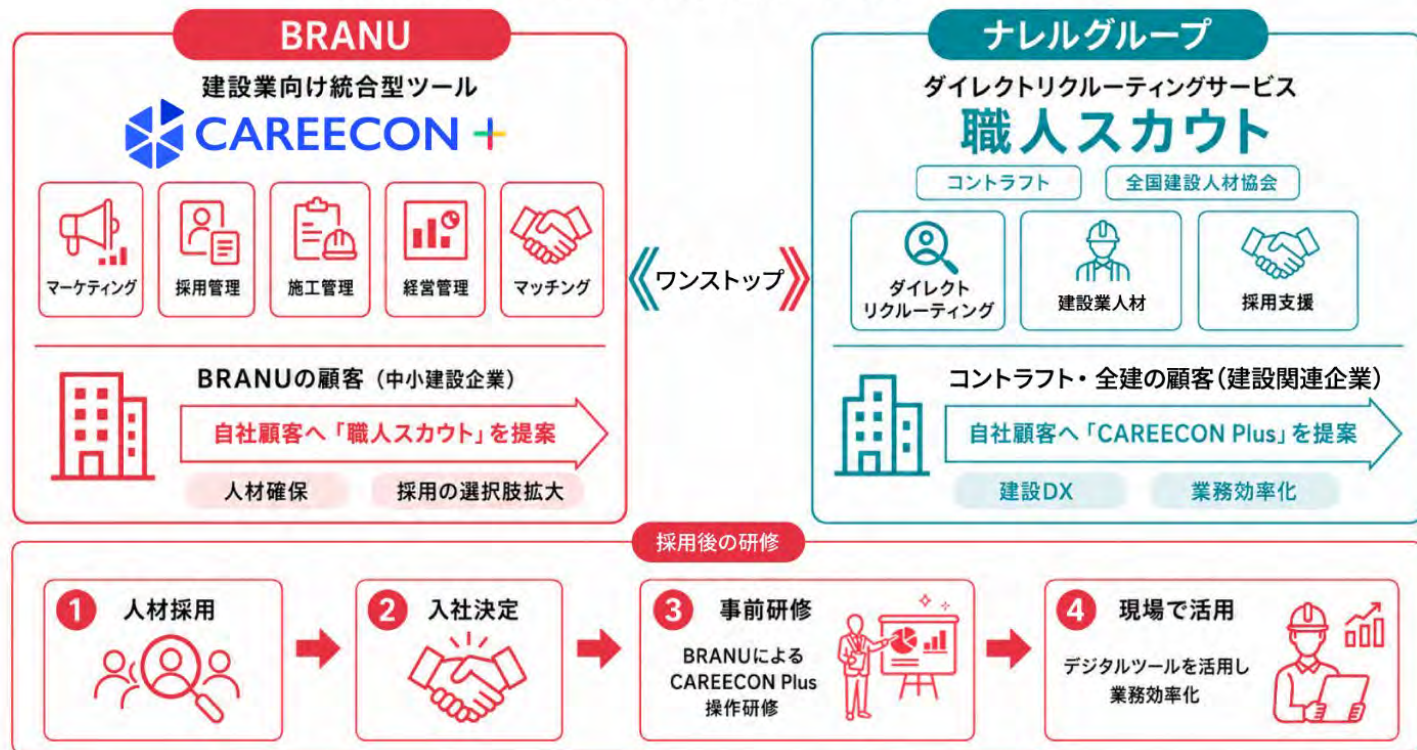 BRANU
建設業向け統合型ツール
CAREECON +
マーケティング
採用管理
施工管理
経営管理
マッチング
BRANUの顧客（中小建設企業）
自社顧客へ「職人スカウト」を提案
人材確保
採用の選択肢拡大
ワンストップ
ナレルグループ
ダイレクトリクルーティングサービス
職人スカウト
コントラフト
全国建設人材協会
ダイレクト
リクルーティング
建設業人材
採用支援
コントラフト・全建の顧客（建設関連企業）
自社顧客へ「CAREECON Plus」を提案
建設DX
業務効率化
採用後の研修
1 人材採用
2 入社決定
3 事前研修
BRANUによる
CAREECON Plus
操作研修
4 現場で活用
デジタルツールを活用し
業務効率化